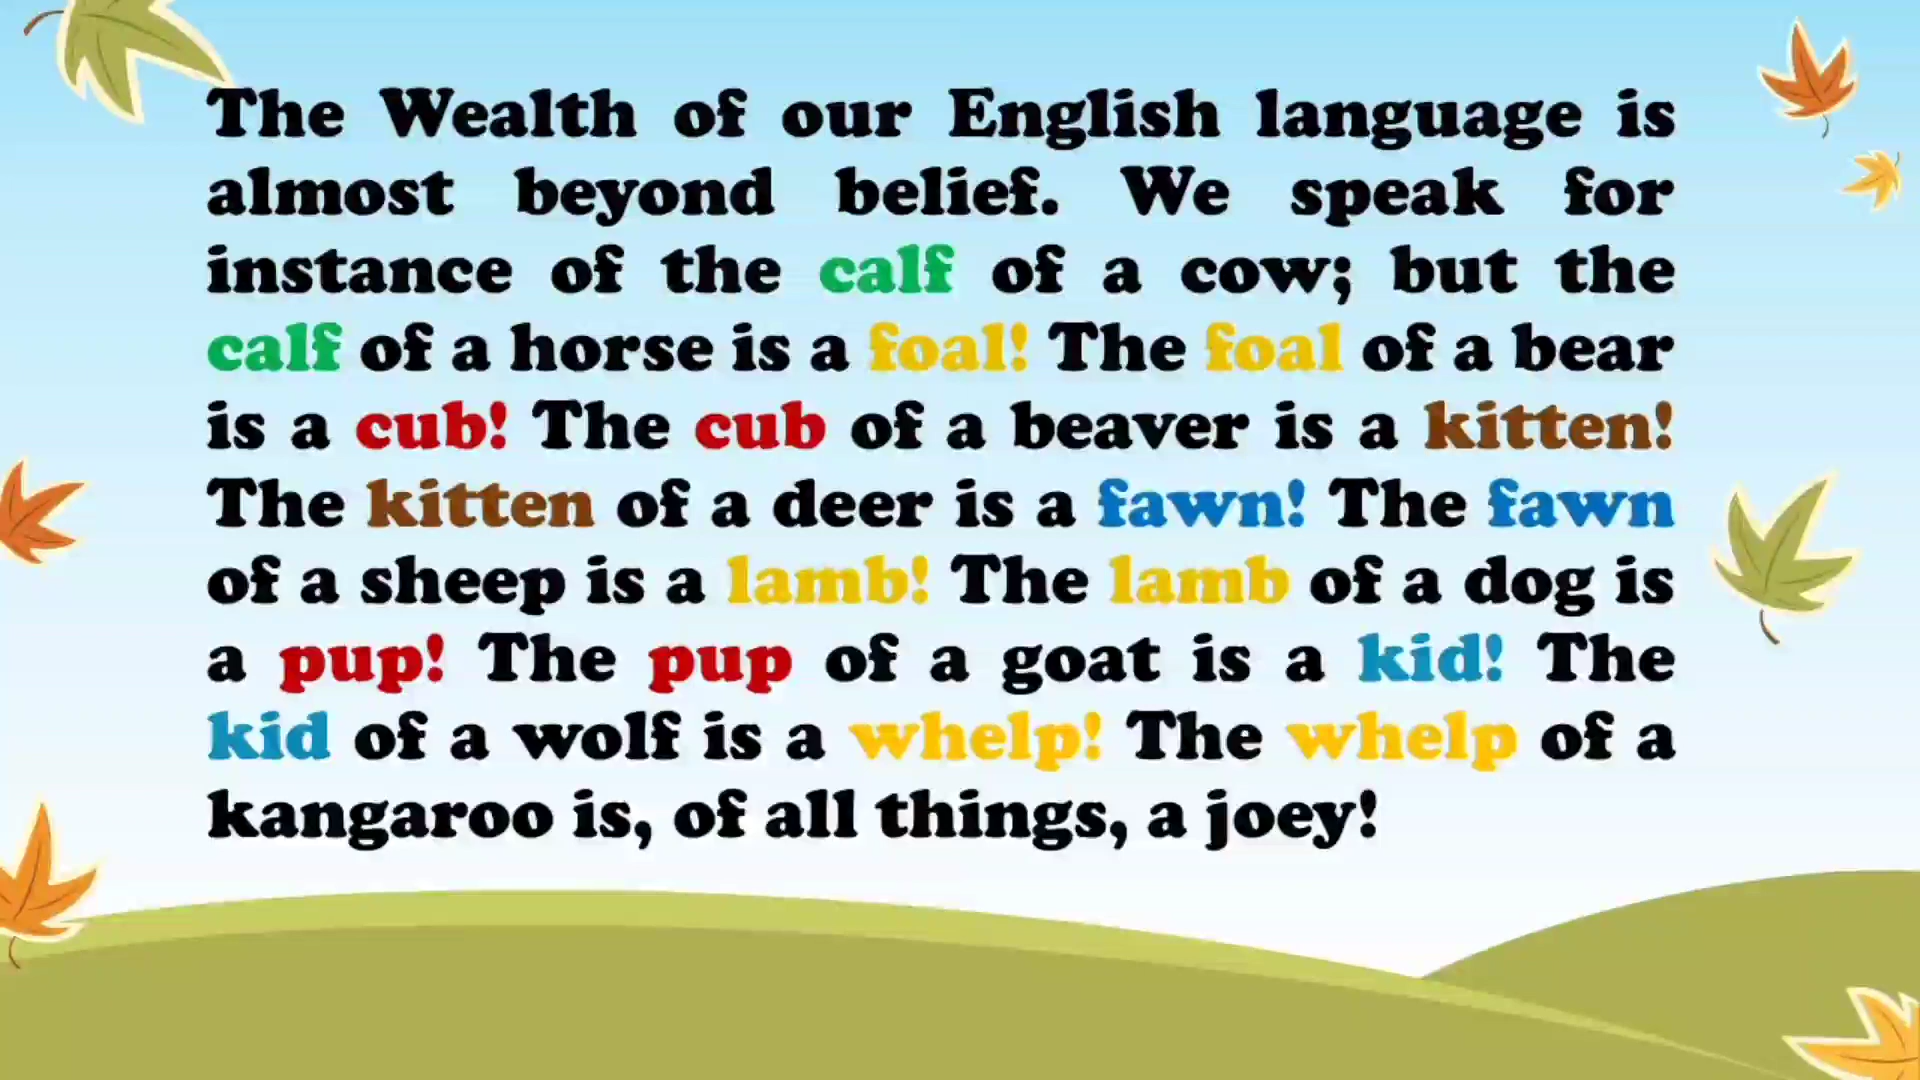 The Wealth of our English language is
almost beyond belief. We speak for
instance of the calf of a cow; but the
calf of a horse is a foal! The foal of a bear
is a cub! The cub of a beaver is a kitten!
The kitten of a deer is a fawn! The fawn
of a sheep is a lamb! The lamb of a dog is
a pup! The pup of a goat is a kid! The
kid of a wolf is a whelp! The whelp of a
kangaroo is, of all things, a joey!